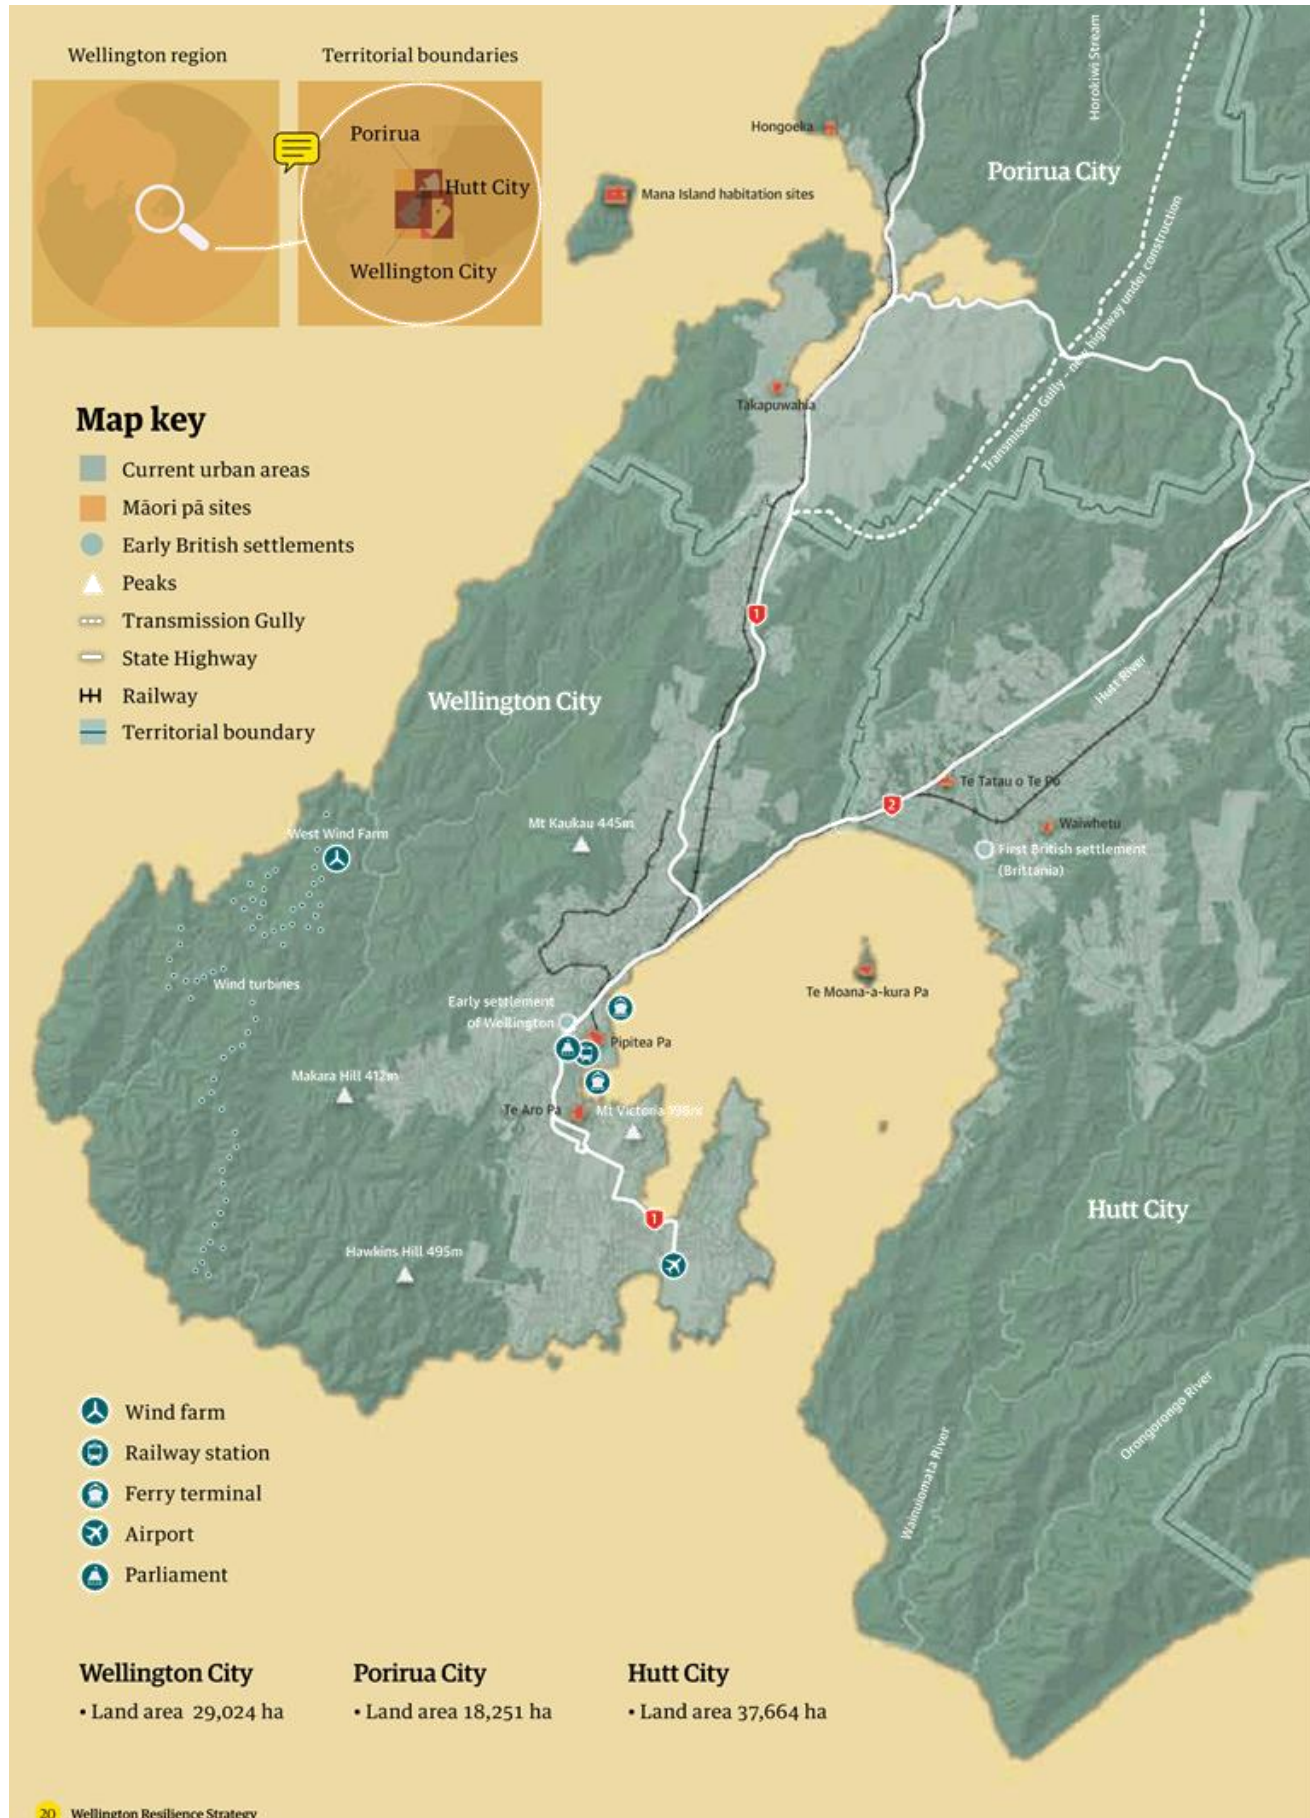 Wellington region
Territorial boundaries
Porirua
Hutt City
Wellington City
Map key
Current urban areas
Māori pā sites
Early British settlements
Peaks
Transmission Gully
State Highway
Railway
Territorial boundary
Hongoeka
Mana Island habitation sites
Horokiwi Stream
Porirua City
Takapuwahia
Transmission Gully - new highway under construction
Wellington City
Hutt River
1
2
Te Tatau o Te Po
Waiwhetu
First British settlement
(Brittania)
West Wind Farm
Mt Kaukau 445m
Wind turbines
Te Moana-a-kura Pa
Early settlement
of Wellington
Pipitea Pa
Makara Hill 412m
Te Aro Pa
Mt Victoria
1
Hawkins Hill 495m
Hutt City
Wainuiomata River
Orongorongo River
Wind farm
Railway station
Ferry terminal
Airport
Parliament
Wellington City
• Land area 29,024 ha
Porirua City
• Land area 18,251 ha
Hutt City
• Land area 37,664 ha
20 Wellington Resilience Strategy